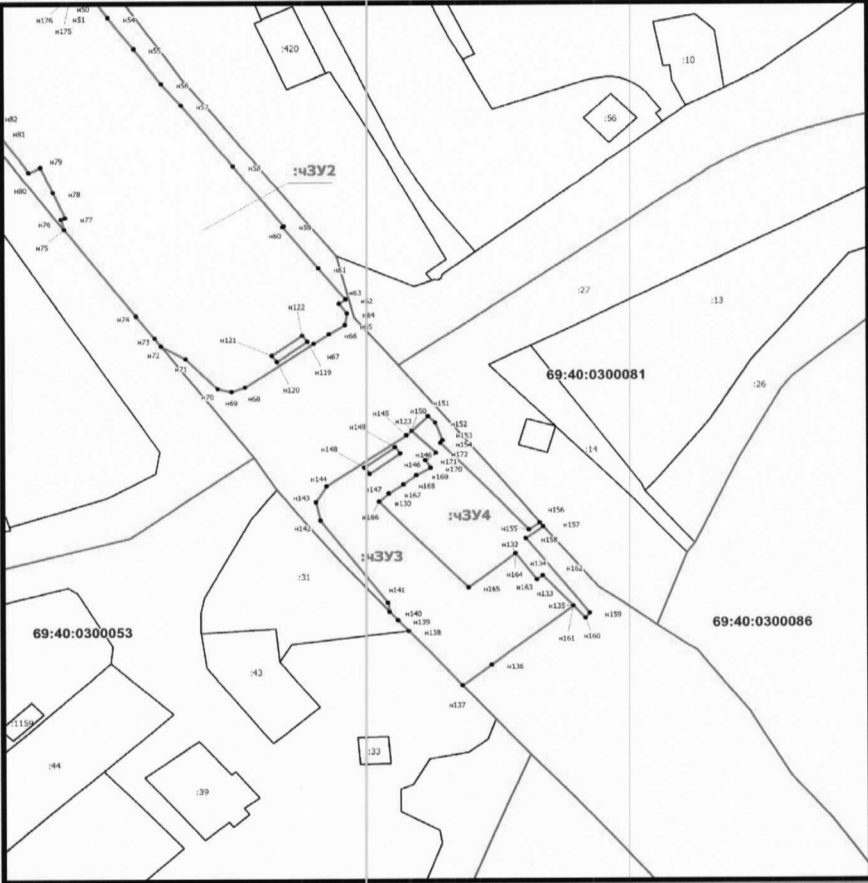 н176
н50
н51
н54
н175
н55
:420
:10
н56
н57
:56
н82
н81
н79
н58
:чЗУ2
н80
н78
н77
н76
н59
н60
н75
н61
:27
н63
н62
:13
н64
н74
н65
н122
н66
н73
н121
н67
н72
н119
н71
н120
69:40:0300081
:26
н70
н69
н68
н150
н151
н145
н123
н152
н149
н153
н154
:14
н148
н146
н172
н146
н171
н170
н144
н147
н169
н168
н143
н167
:чЗУ4
н166
н156
н155
н157
н142
н158
н132
:чЗУ3
н134
н162
н164
:31
н165
н163
н133
н141
н135
н159
н140
н160
н139
н161
69:40:0300053
н138
69:40:0300086
н136
:43
н137
:1159
:33
:44
:39